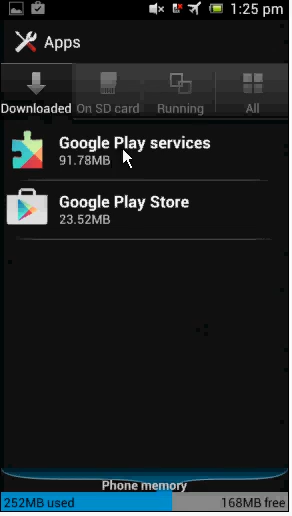 1:25 pm
Apps
Downloaded
On SD card
Running
All
Google Play services
91.78MB
Google Play Store
23.52MB
Phone memory
252MB used
168MB free